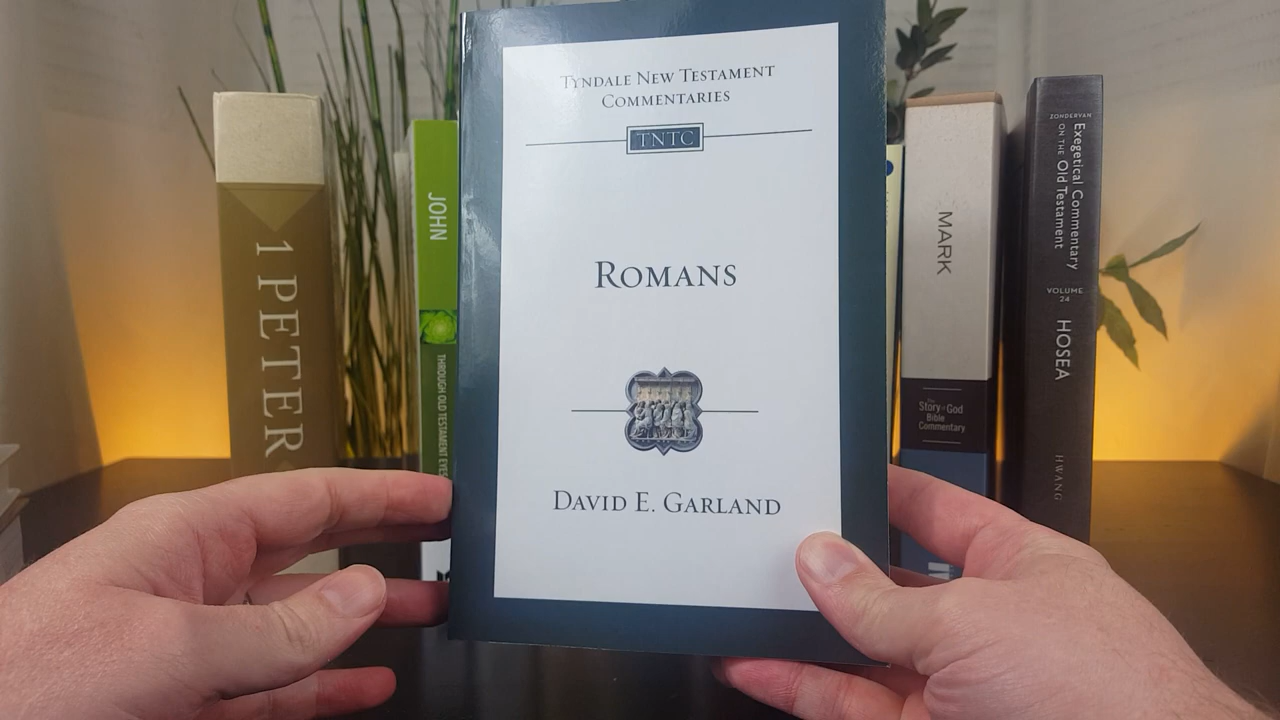 TYNDALE NEW TESTAMENT
COMMENTARIES
TNTC
ROMANS
DAVID E. GARLAND
1 PETER
JOHN
THROUGH OLD TESTAMENT EYES
MARK
The
Story of God
Bible
Commentary
ZONDERVAN
Exegetical Commentary
ON THE Old Testament
VOLUME
24
HOSEA
HWANG